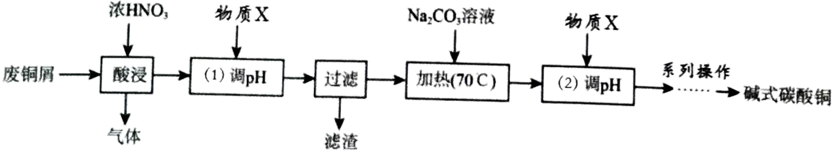 浓HNO₃
物质X
Na₂CO₃溶液
物质X
废铜屑
酸浸
(1)调pH
过滤
加热(70℃)
(2)调pH
系列操作
……
碱式碳酸铜
气体
滤渣